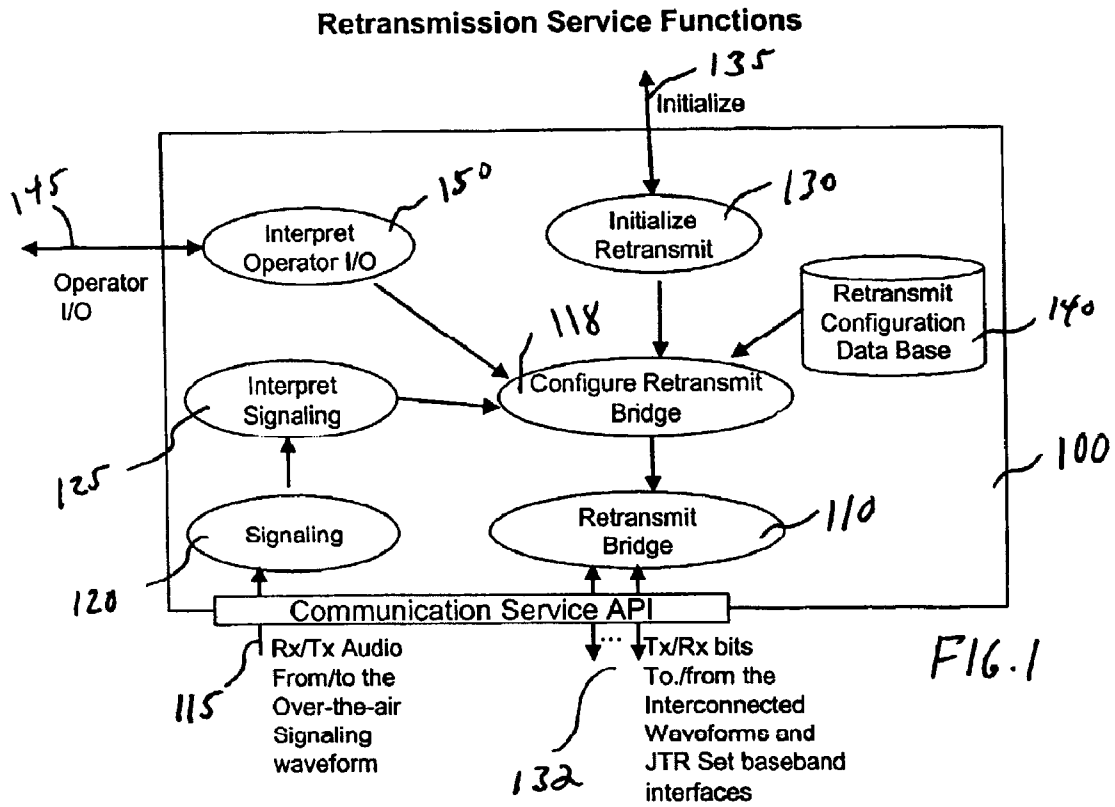 Retransmission Service Functions
135
Initialize
145
150
130
Interpret
Operator I/O
Initialize
Retransmit
Operator
I/O
Retransmit
Configuration
Data Base
140
118
Interpret
Signaling
Configure Retransmit
Bridge
125
100
Signaling
Retransmit
Bridge
110
120
Communication Service API
115
Rx/Tx Audio
From/to the
Over-the-air
Signaling
waveform
...
132
Tx/Rx bits
To./from the
Interconnected
Waveforms and
JTR Set baseband
interfaces
FIG.1